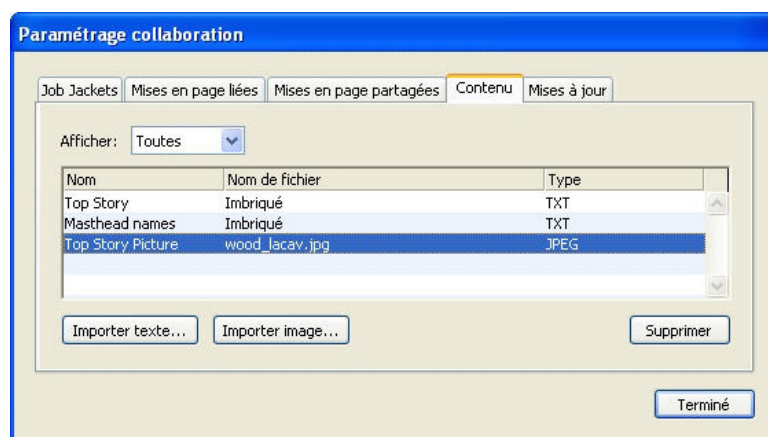 Paramétrage collaboration
Job Jackets Mises en page liées Mises en page partagées Contenu Mises à jour
Afficher: Toutes
Nom Nom de fichier Type
Top Story Imbriqué TXT
Masthead names Imbriqué TXT
Top Story Picture wood_lacav.jpg JPEG
Importer texte... Importer image... Supprimer
Terminé